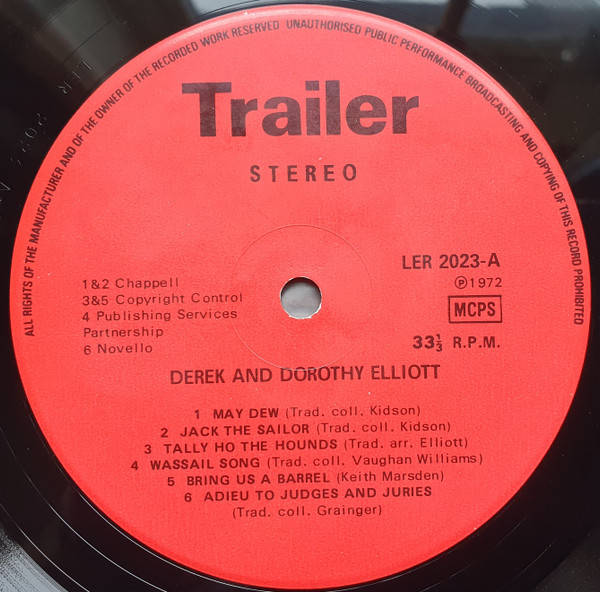 ALL RIGHTS OF THE MANUFACTURER AND OF THE OWNER OF THE RECORDED WORK RESERVED UNAUTHORISED PUBLIC PERFORMANCE BROADCASTING AND COPYING OF THIS RECORD PROHIBITED
Trailer
STEREO
LER 2023-A
℗1972
MCPS
33⅓ R.P.M.
1&2 Chappell
3&5 Copyright Control
4 Publishing Services
Partnership
6 Novello
DEREK AND DOROTHY ELLIOTT
1 MAY DEW (Trad. coll. Kidson)
2 JACK THE SAILOR (Trad. coll. Kidson)
3 TALLY HO THE HOUNDS (Trad. arr. Elliott)
4 WASSAIL SONG (Trad. coll. Vaughan Williams)
5 BRING US A BARREL (Keith Marsden)
6 ADIEU TO JUDGES AND JURIES
(Trad. coll. Grainger)